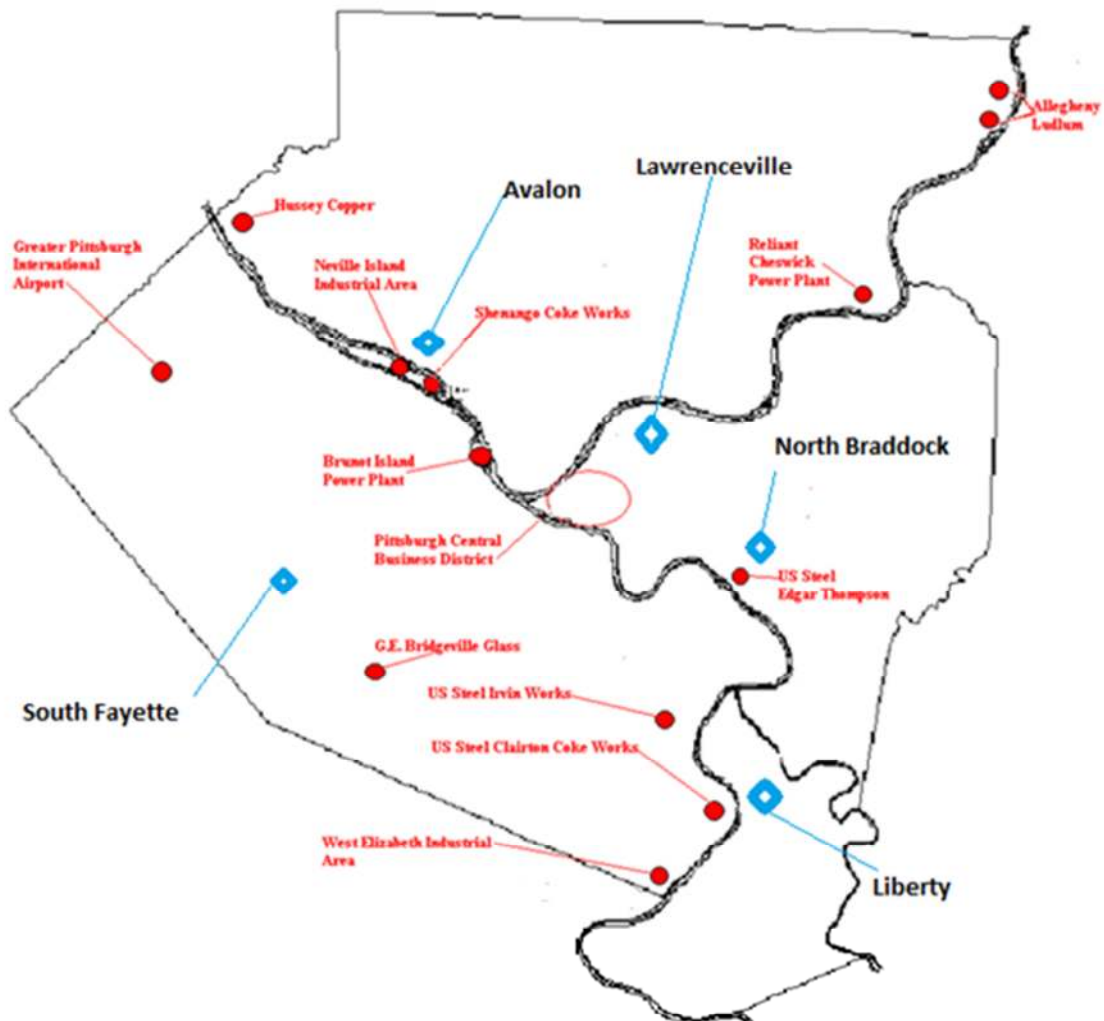 Allegheny
Ludlum
Lawrenceville
Avalon
Hussey Copper
Greater Pittsburgh
International
Airport
Neville Island
Industrial Area
Reliant
Cheswick
Power Plant
Shenango Coke Works
North Braddock
Brunot Island
Power Plant
Pittsburgh Central
Business District
US Steel
Edgar Thompson
G.E. Bridgeville Glass
South Fayette
US Steel Irvin Works
US Steel Clairton Coke Works
West Elizabeth Industrial
Area
Liberty